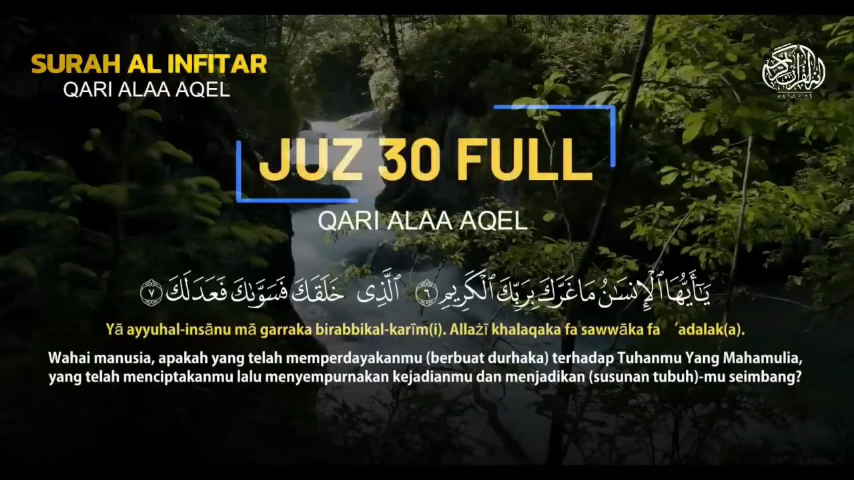 SURAH AL INFITAR
QARI ALAA AQEL
JUZ 30 FULL
QARI ALAA AQEL
يَـٰٓأَيُّهَا ٱلْإِنسَـٰنُ مَا غَرَّكَ بِرَبِّكَ ٱلْكَرِيمِ ٦ ٱلَّذِى خَلَقَكَ فَسَوَّىٰكَ فَعَدَلَكَ ٧
Yā ayyuhal-insānu mā garraka birabbikal-karīm(i). Allażī khalaqaka fa sawwāka fa ‘adalak(a).
Wahai manusia, apakah yang telah memperdayakanmu (berbuat durhaka) terhadap Tuhanmu Yang Mahamulia,
yang telah menciptakanmu lalu menyempurnakan kejadianmu dan menjadikan (susunan tubuh)-mu seimbang?